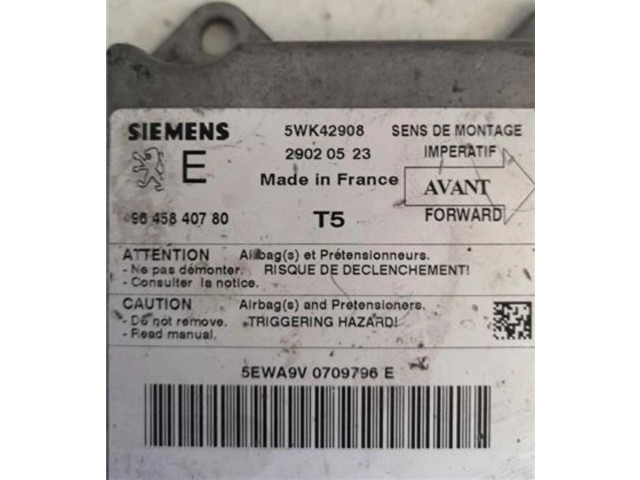 SIEMENS 5WK42908 SENS DE MONTAGE
2902 05 23 IMPERATIF
E Made in France AVANT
96 458 407 80 T5 FORWARD
ATTENTION Airbag(s) et Prétensionneurs.
- Ne pas démonter. RISQUE DE DECLENCHEMENT!
- Consulter la notice.
CAUTION Airbag(s) and Pretensioners.
- Do not remove. TRIGGERING HAZARD!
- Read manual.
5EWA9V 0709796 E